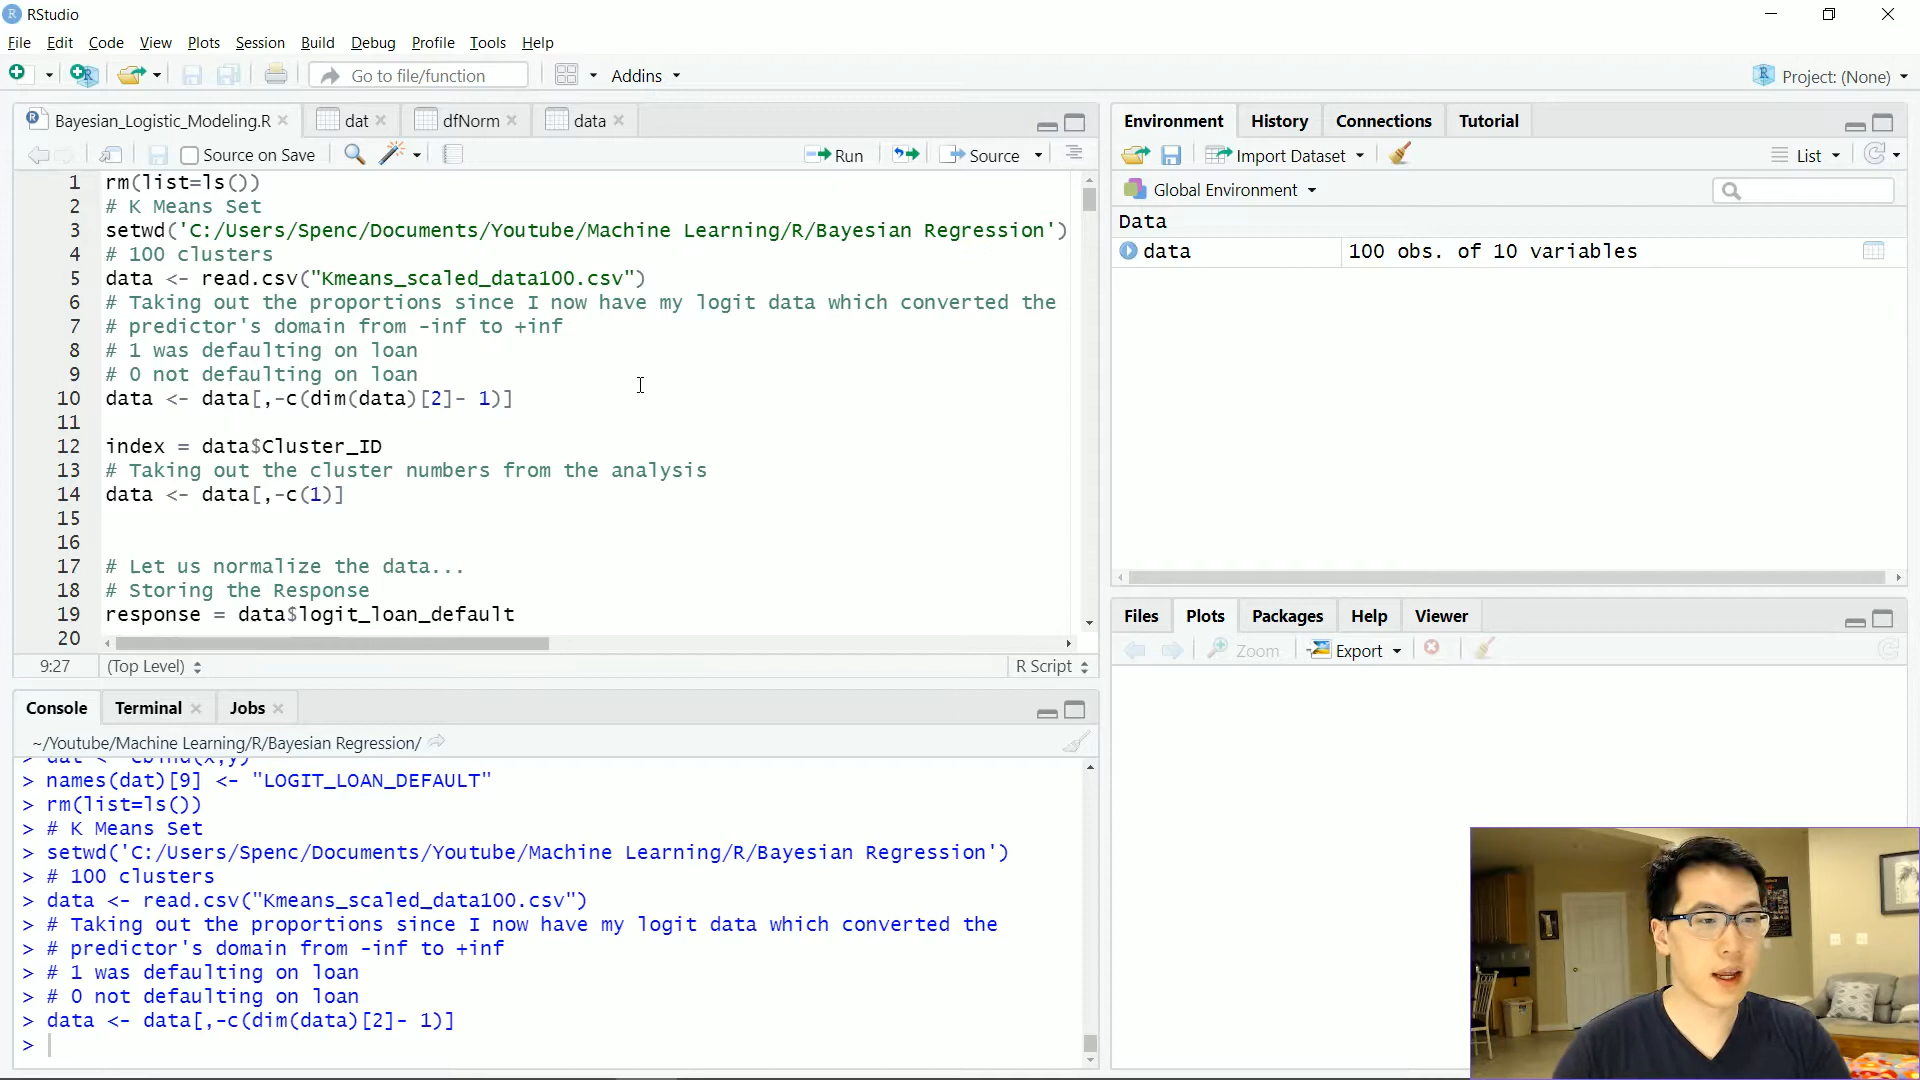 RStudio
File Edit Code View Plots Session Build Debug Profile Tools Help
Go to file/function Addins Project: (None)
Bayesian_Logistic_Modeling.R dat dfNorm data
Source on Save Run Source
1 rm(list=ls())
2 # K Means Set
3 setwd('C:/Users/Spenc/Documents/Youtube/Machine Learning/R/Bayesian Regression')
4 # 100 clusters
5 data <- read.csv("Kmeans_scaled_data100.csv")
6 # Taking out the proportions since I now have my logit data which converted the
7 # predictor's domain from -inf to +inf
8 # 1 was defaulting on loan
9 # 0 not defaulting on loan
10 data <- data[,-c(dim(data)[2]- 1)]
11
12 index = data$Cluster_ID
13 # Taking out the cluster numbers from the analysis
14 data <- data[,-c(1)]
15
16
17 # Let us normalize the data...
18 # Storing the Response
19 response = data$logit_loan_default
20
9:27 (Top Level) R Script
Console Terminal Jobs
~/Youtube/Machine Learning/R/Bayesian Regression/
> dat <- cbind(x,y)
> names(dat)[9] <- "LOGIT_LOAN_DEFAULT"
> rm(list=ls())
> # K Means Set
> setwd('C:/Users/Spenc/Documents/Youtube/Machine Learning/R/Bayesian Regression')
> # 100 clusters
> data <- read.csv("Kmeans_scaled_data100.csv")
> # Taking out the proportions since I now have my logit data which converted the
> # predictor's domain from -inf to +inf
> # 1 was defaulting on loan
> # 0 not defaulting on loan
> data <- data[,-c(dim(data)[2]- 1)]
>
Environment History Connections Tutorial
Import Dataset List
Global Environment
Data
data 100 obs. of 10 variables
Files Plots Packages Help Viewer
Zoom Export